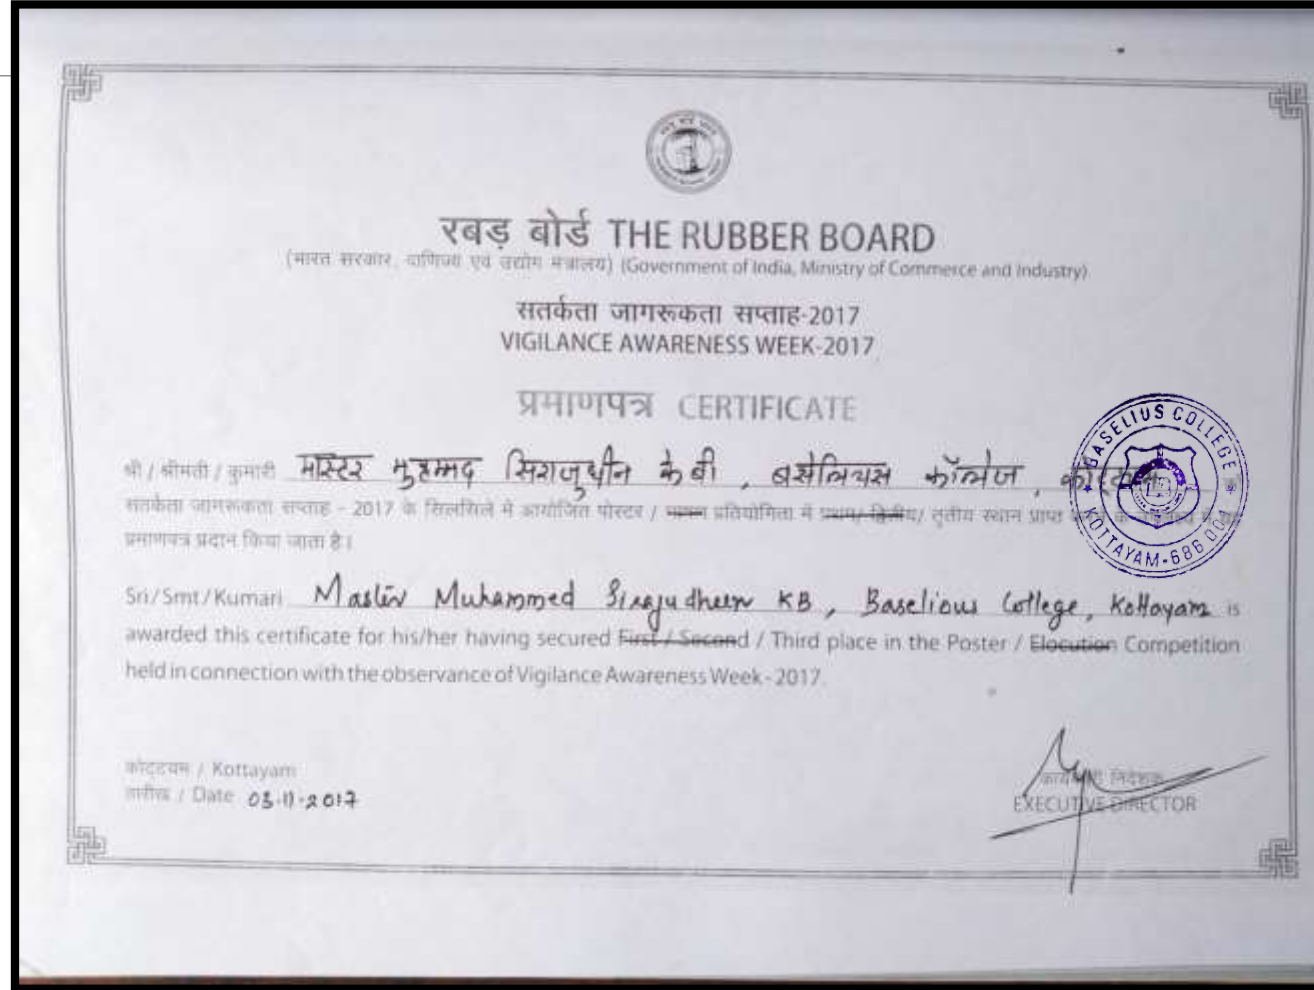 रबड़ बोर्ड THE RUBBER BOARD
(भारत सरकार, वाणिज्य एवं उद्योग मंत्रालय) (Government of India, Ministry of Commerce and Industry)
सतर्कता जागरूकता सप्ताह-2017
VIGILANCE AWARENESS WEEK-2017
प्रमाणपत्र CERTIFICATE
श्री / श्रीमती / कुमारी मास्टर मुहम्मद सिराजुधीन के बी , बसेलियस कॉलेज ,
सतर्कता जागरूकता सप्ताह - 2017 के सिलसिले में आयोजित पोस्टर / भाषण प्रतियोगिता में प्रथम/ द्वितीय/ तृतीय स्थान प्राप्त
प्रमाणपत्र प्रदान किया जाता है।
BASELIUS COLLEGE
KOTTAYAM-686 001
Sri/Smt/Kumari Master Muhammed Sirajudheen KB , Baselious College, Kottayam is
awarded this certificate for his/her having secured First / Second / Third place in the Poster / Elocution Competition
held in connection with the observance of Vigilance Awareness Week - 2017.
कोट्टयम / Kottayam
तारीख / Date 03-11-2017
निदेशक
EXECUTIVE DIRECTOR